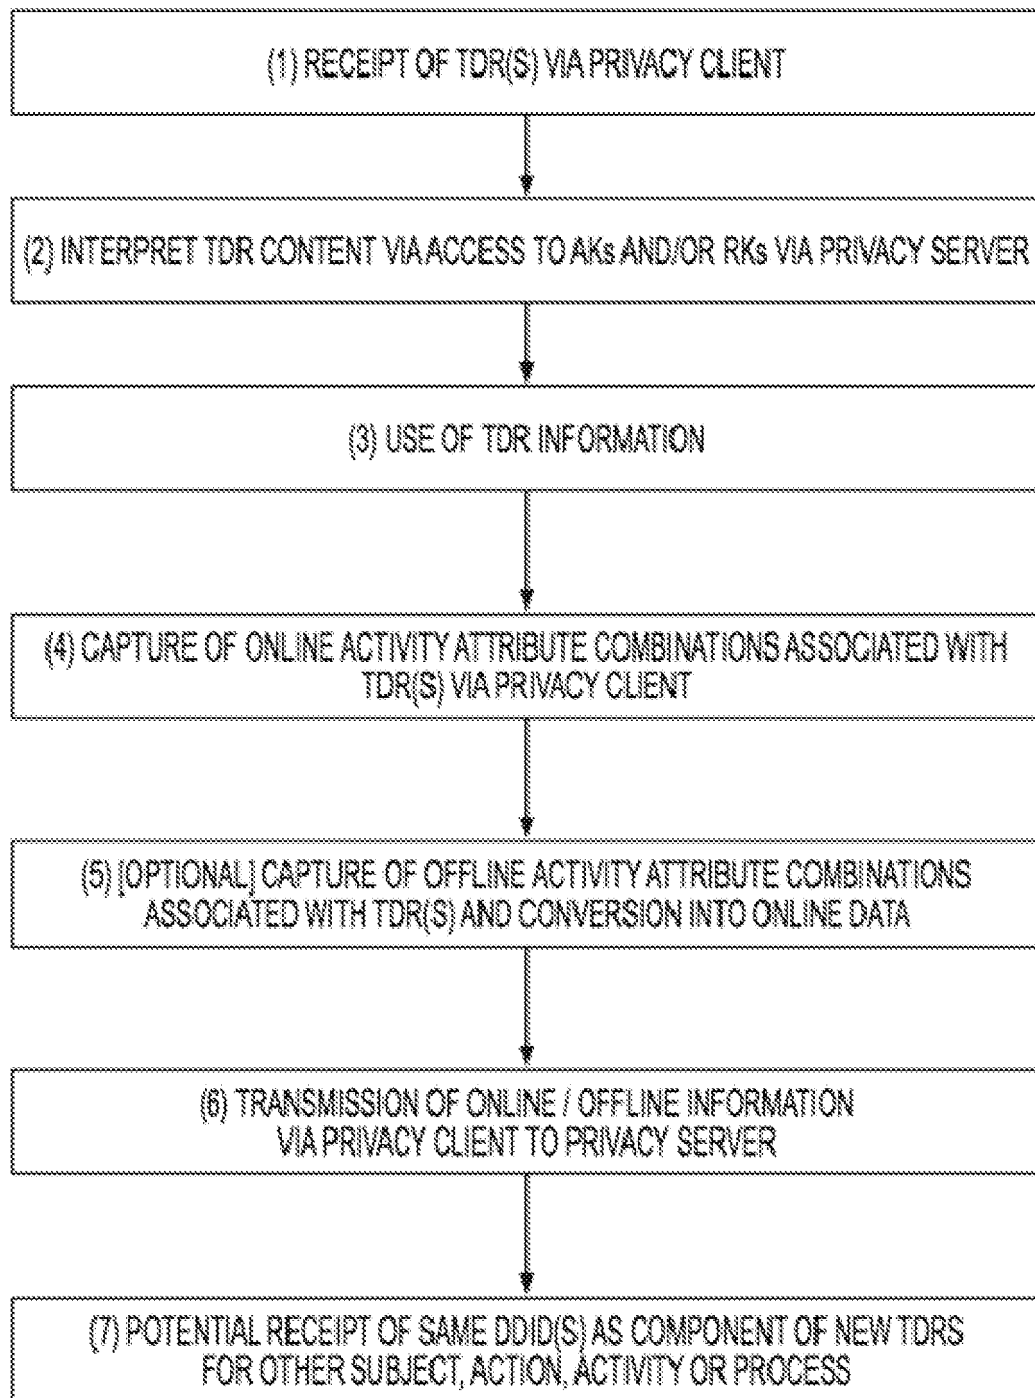 (1) RECEIPT OF TDR(S) VIA PRIVACY CLIENT
(2) INTERPRET TDR CONTENT VIA ACCESS TO AKs AND/OR RKs VIA PRIVACY SERVER
(3) USE OF TDR INFORMATION
(4) CAPTURE OF ONLINE ACTIVITY ATTRIBUTE COMBINATIONS ASSOCIATED WITH
TDR(S) VIA PRIVACY CLIENT
(5) [OPTIONAL] CAPTURE OF OFFLINE ACTIVITY ATTRIBUTE COMBINATIONS
ASSOCIATED WITH TDR(S) AND CONVERSION INTO ONLINE DATA
(6) TRANSMISSION OF ONLINE / OFFLINE INFORMATION
VIA PRIVACY CLIENT TO PRIVACY SERVER
(7) POTENTIAL RECEIPT OF SAME DDID(S) AS COMPONENT OF NEW TDRS
FOR OTHER SUBJECT, ACTION, ACTIVITY OR PROCESS